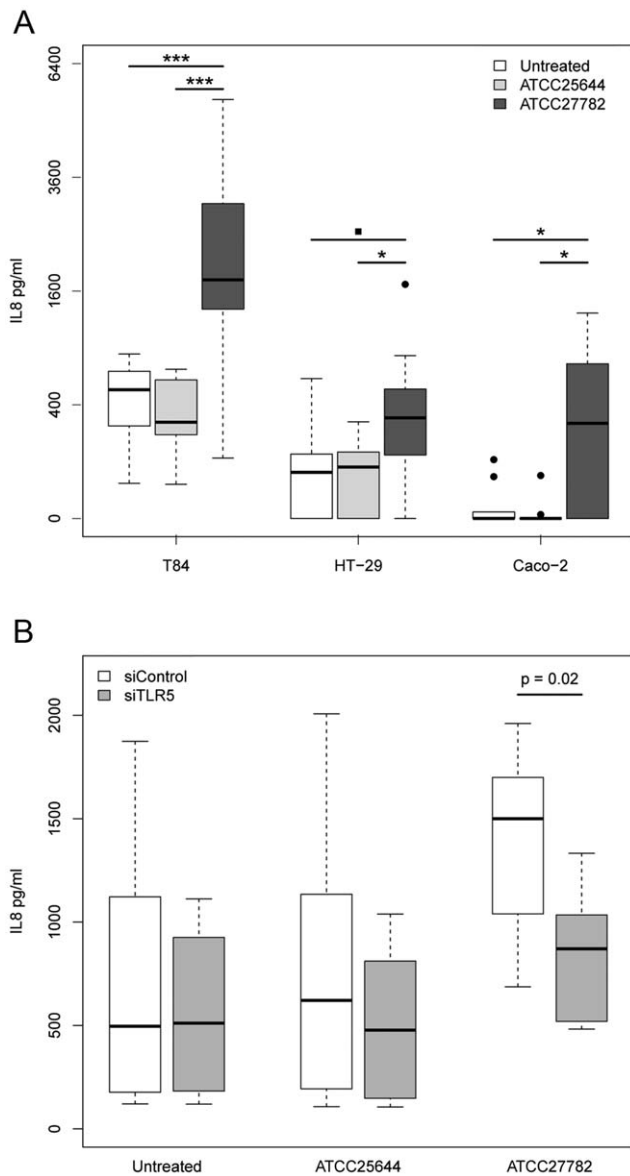 A
6400
3600
1600
400
0
IL8 pg/ml
***
***
*
*
*
Untreated
ATCC25644
ATCC27782
T84 HT-29 Caco-2
B
2000
1500
1000
500
0
IL8 pg/ml
siControl
siTLR5
p = 0.02
Untreated ATCC25644 ATCC27782